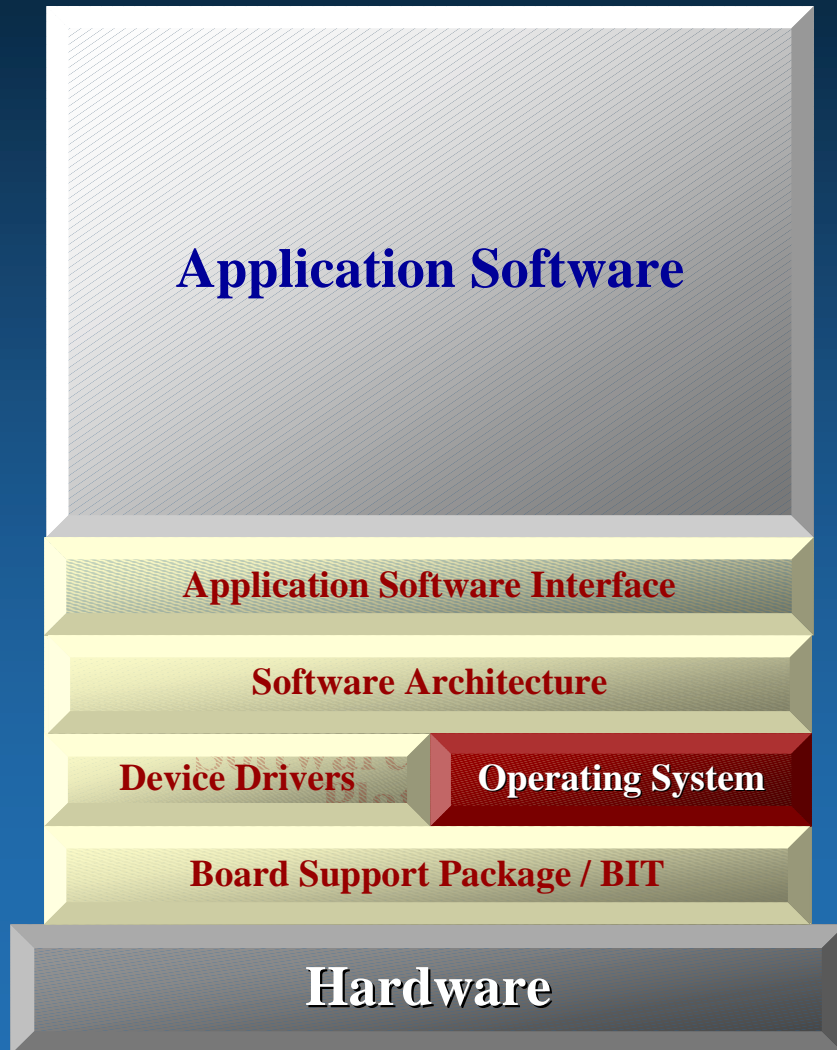 Application Software
Application Software Interface
Software Architecture
Device Drivers
Operating System
Board Support Package / BIT
Hardware